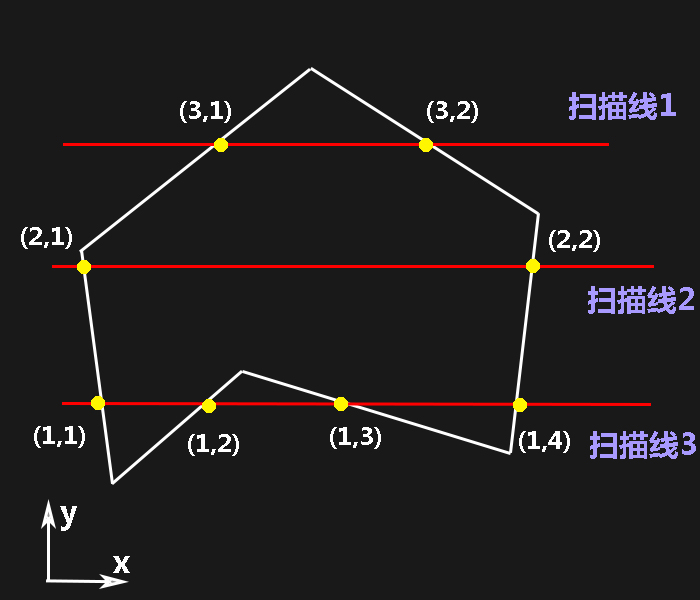 扫描线1
(3,1)
(3,2)
(2,1)
(2,2)
扫描线2
(1,1)
(1,2)
(1,3)
(1,4)
扫描线3
y
x